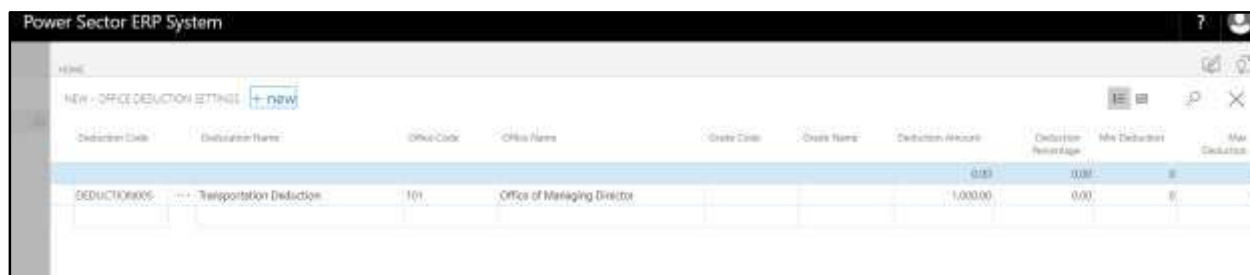 Power Sector ERP System ?
HOME
NEW - OFFICE DEDUCTION SETTINGS + new
Deduction Code Deducation Name Office Code Office Name Grade Code Grade Name Deduction Amount Deduction Percentage Min Deduction Max Deduction
0.00 0.00 0
DEDUCTION005 ... Transportation Deduction 101 Office of Managing Director 1,000.00 0.00 0